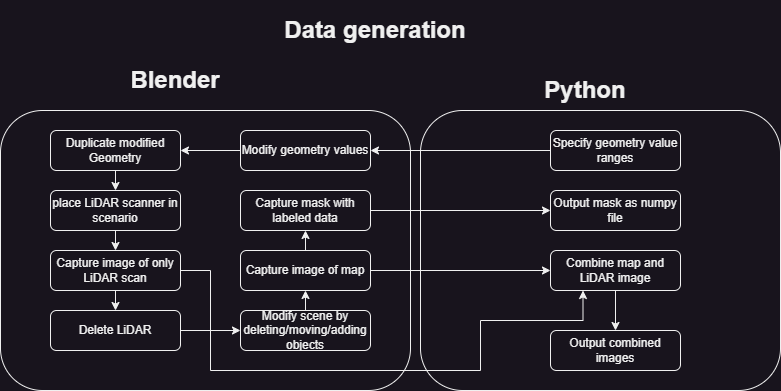 Data generation
Blender
Python
Duplicate modified
Geometry
Modify geometry values
Specify geometry value
ranges
place LiDAR scanner in
scenario
Capture mask with
labeled data
Output mask as numpy
file
Capture image of only
LiDAR scan
Capture image of map
Combine map and
LiDAR image
Delete LiDAR
Modify scene by
deleting/moving/adding
objects
Output combined
images